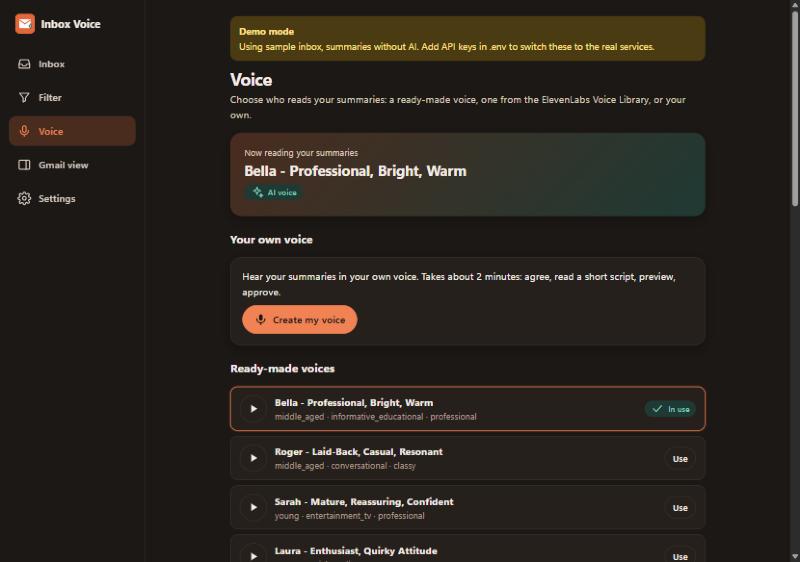 Inbox Voice
Inbox
Filter
Voice
Gmail view
Settings
Demo mode
Using sample inbox, summaries without AI. Add API keys in .env to switch these to the real services.
Voice
Choose who reads your summaries: a ready-made voice, one from the ElevenLabs Voice Library, or your
own.
Now reading your summaries
Bella - Professional, Bright, Warm
AI voice
Your own voice
Hear your summaries in your own voice. Takes about 2 minutes: agree, read a short script, preview,
approve.
Create my voice
Ready-made voices
Bella - Professional, Bright, Warm
middle_aged · informative_educational · professional
In use
Roger - Laid-Back, Casual, Resonant
middle_aged · conversational · classy
Use
Sarah - Mature, Reassuring, Confident
young · entertainment_tv · professional
Use
Laura - Enthusiast, Quirky Attitude
Use